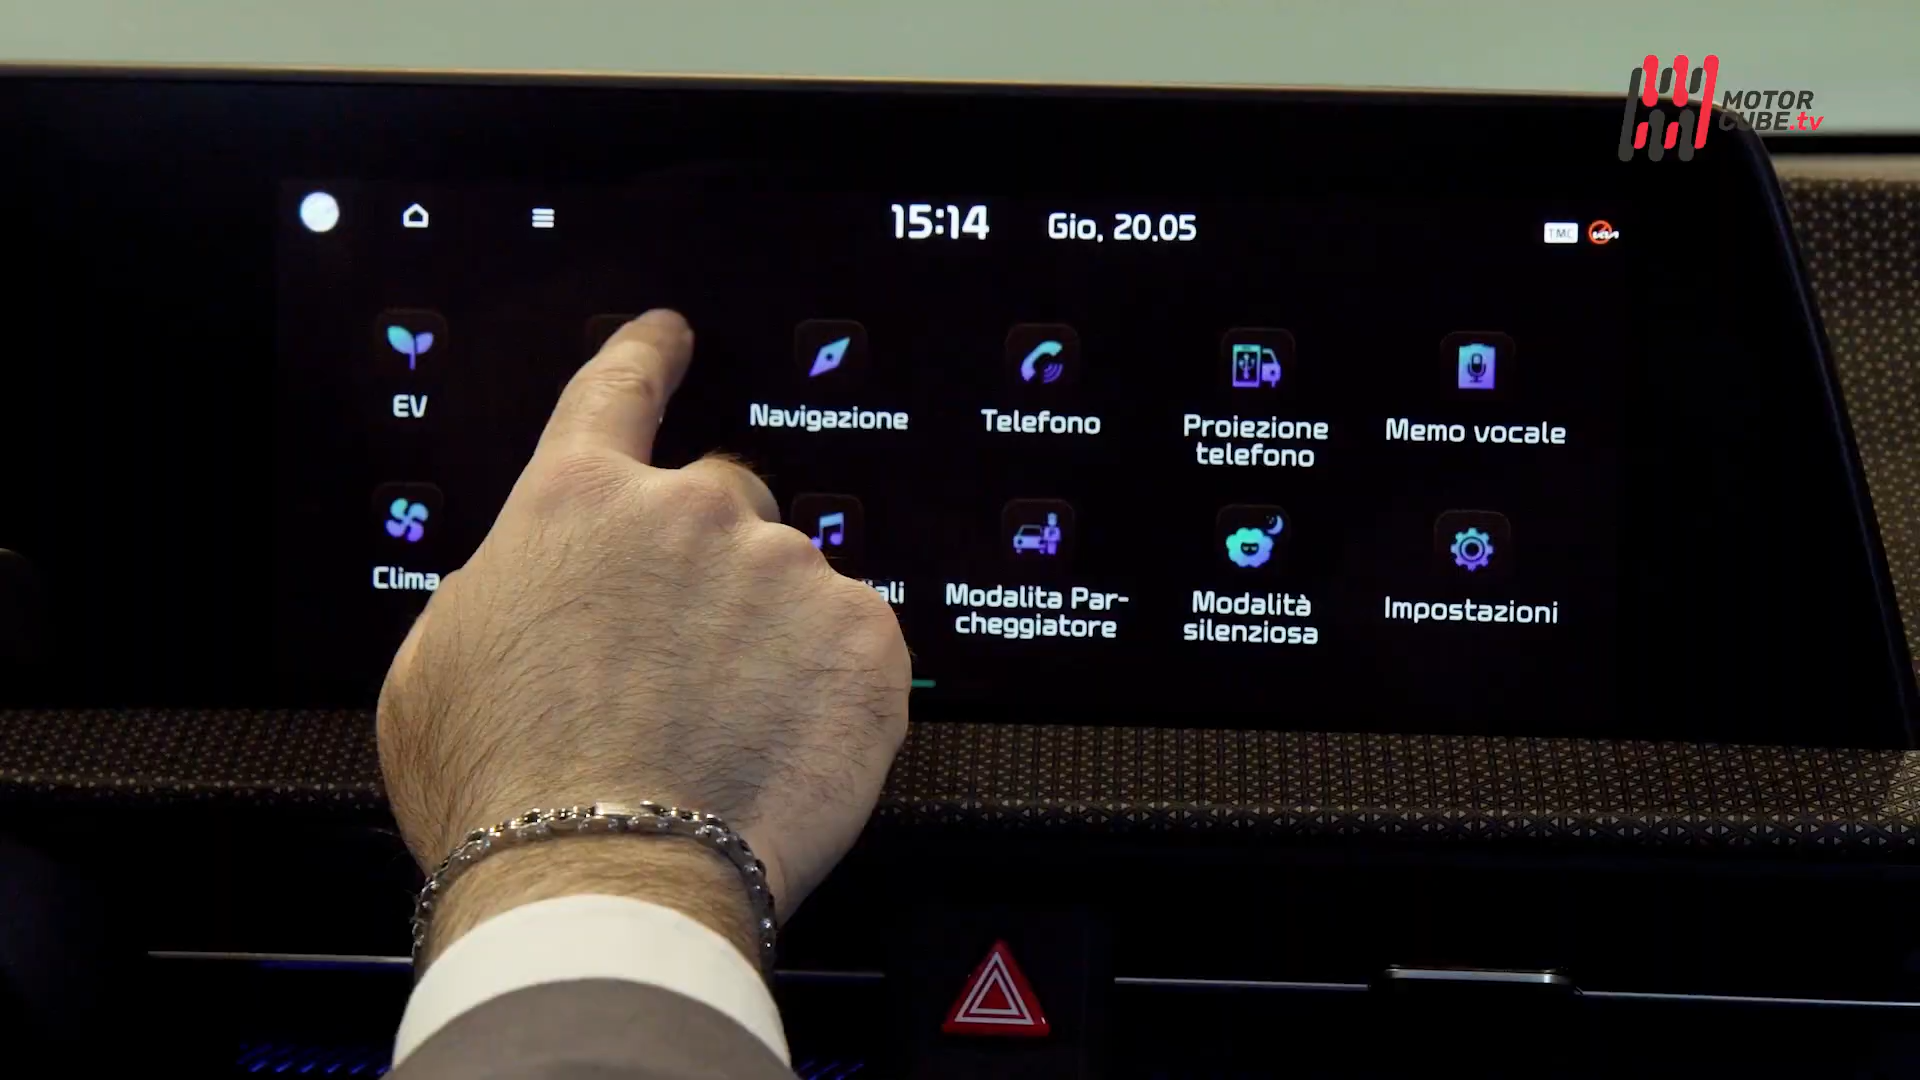 MOTOR
CUBE.tv
15:14 Gio, 20.05
TMC
EV
Navigazione
Telefono
Proiezione
telefono
Memo vocale
Clima
Modalita Par-
cheggiatore
Modalità
silenziosa
Impostazioni